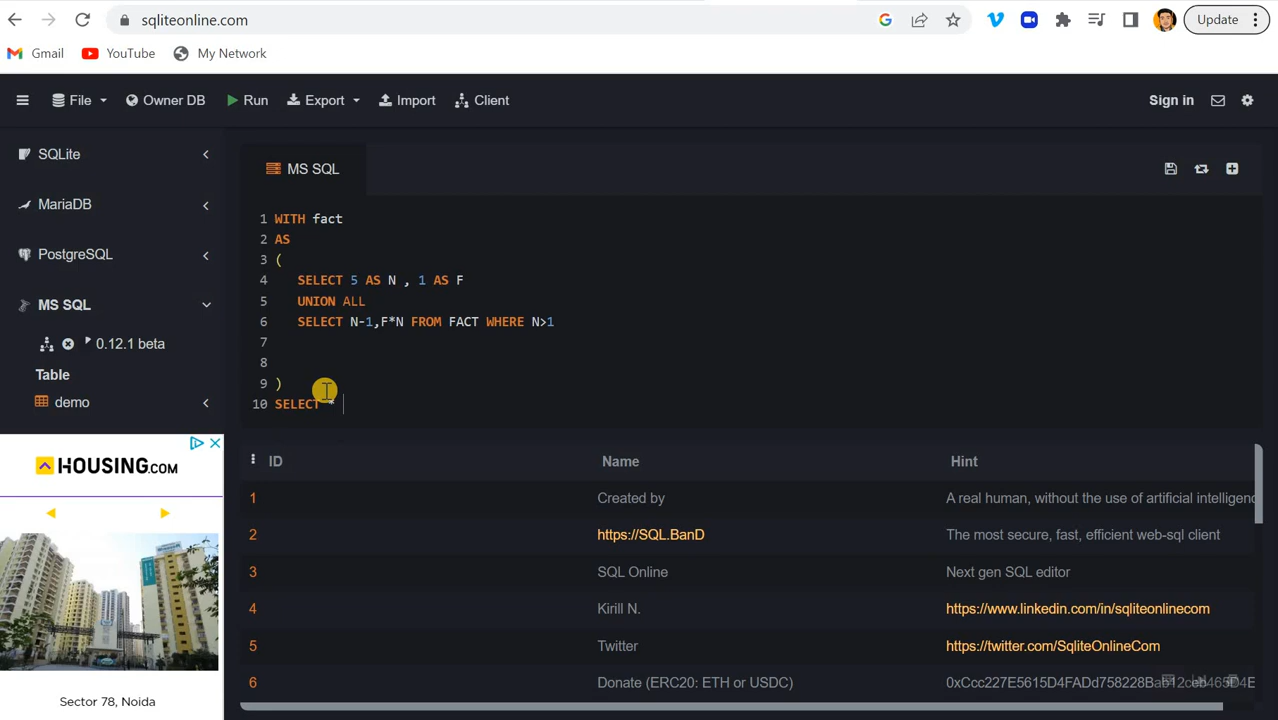 sqliteonline.com
Update
Gmail YouTube My Network
File Owner DB Run Export Import Client Sign in
SQLite
MariaDB
PostgreSQL
MS SQL
0.12.1 beta
Table
demo
MS SQL
1 WITH fact
2 AS
3 (
4 SELECT 5 AS N , 1 AS F
5 UNION ALL
6 SELECT N-1,F*N FROM FACT WHERE N>1
7
8
9 )
10 SELECT *
ID Name Hint
1 Created by A real human, without the use of artificial intelligenc
2 https://SQL.BanD The most secure, fast, efficient web-sql client
3 SQL Online Next gen SQL editor
4 Kirill N. https://www.linkedin.com/in/sqliteonlinecom
5 Twitter https://twitter.com/SqliteOnlineCom
6 Donate (ERC20: ETH or USDC)
HOUSING.COM
Sector 78, Noida